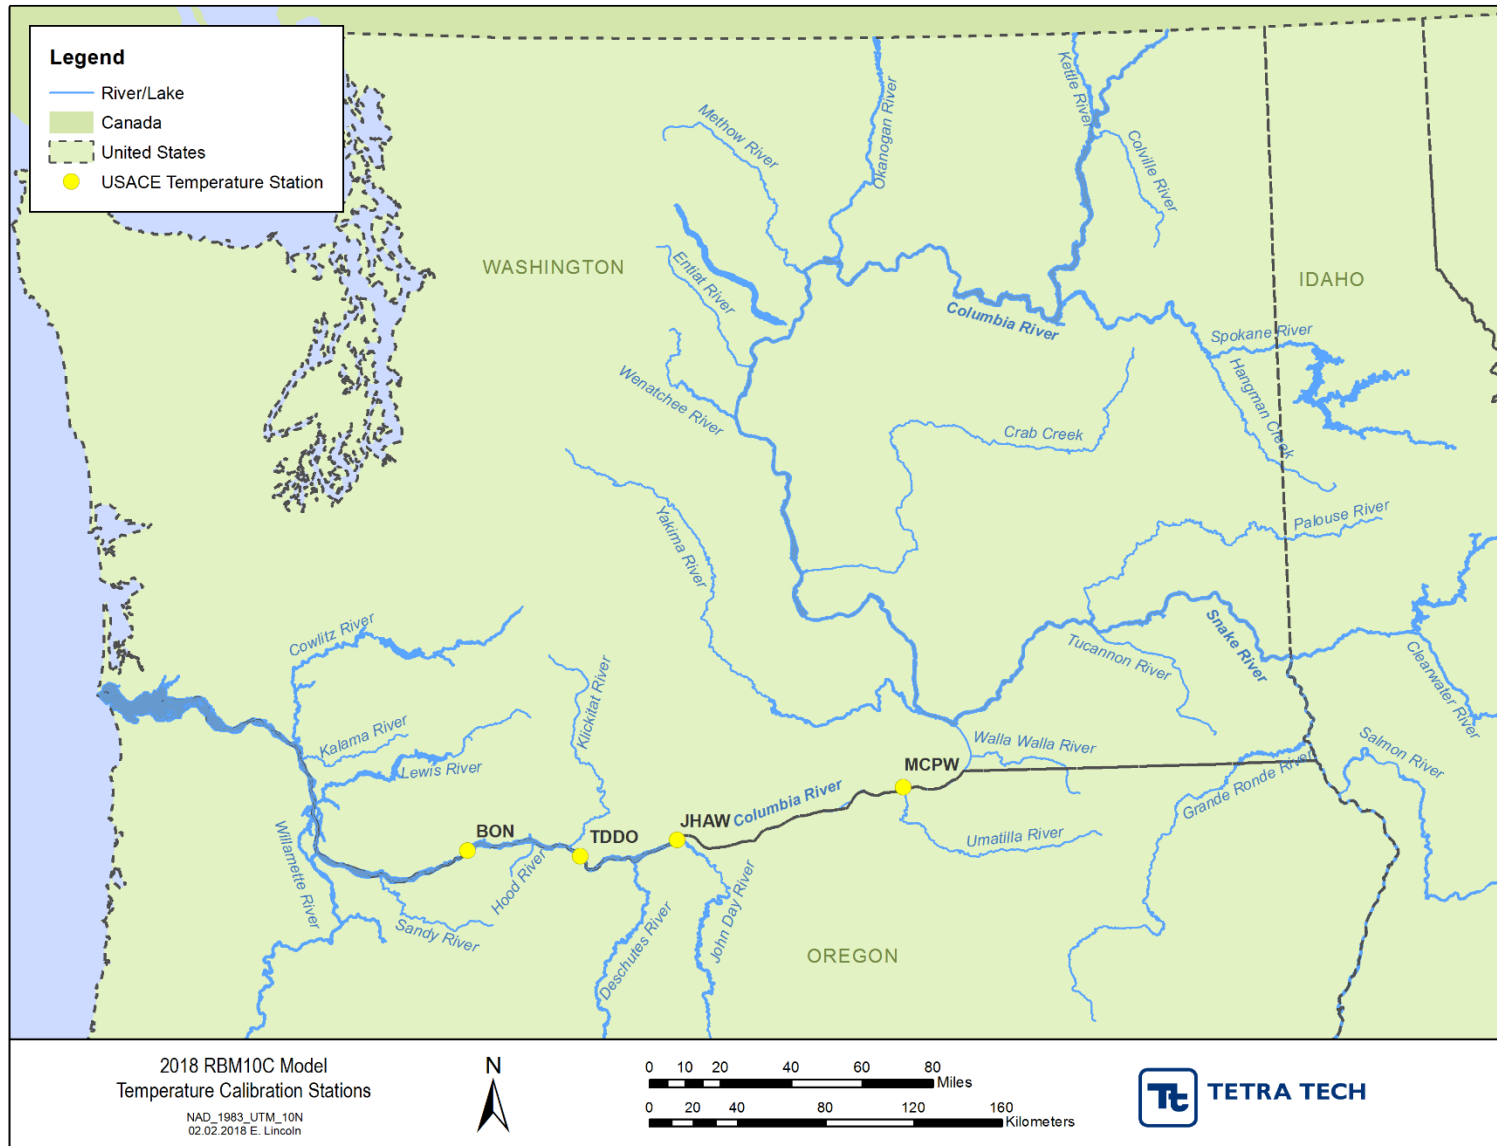 Legend
River/Lake
Canada
United States
USACE Temperature Station
Methow River
Okanogan River
Kettle River
Colville River
WASHINGTON
IDAHO
Entiat River
Columbia River
Spokane River
Hangman Creek
Wenatchee River
Crab Creek
Yakima River
Palouse River
Cowlitz River
Klickitat River
Tucannon River
Snake River
Clearwater River
Kalama River
Lewis River
Walla Walla River
Salmon River
MCPW
Grande Ronde River
Columbia River
JHAW
TDDO
BON
Umatilla River
Willamette River
Hood River
Sandy River
Deschutes River
John Day River
OREGON
2018 RBM10C Model
Temperature Calibration Stations
NAD_1983_UTM_10N
02.02.2018 E. Lincoln
N
0 10 20 40 60 80
Miles
0 20 40 80 120 160
Kilometers
Tt
TETRA TECH